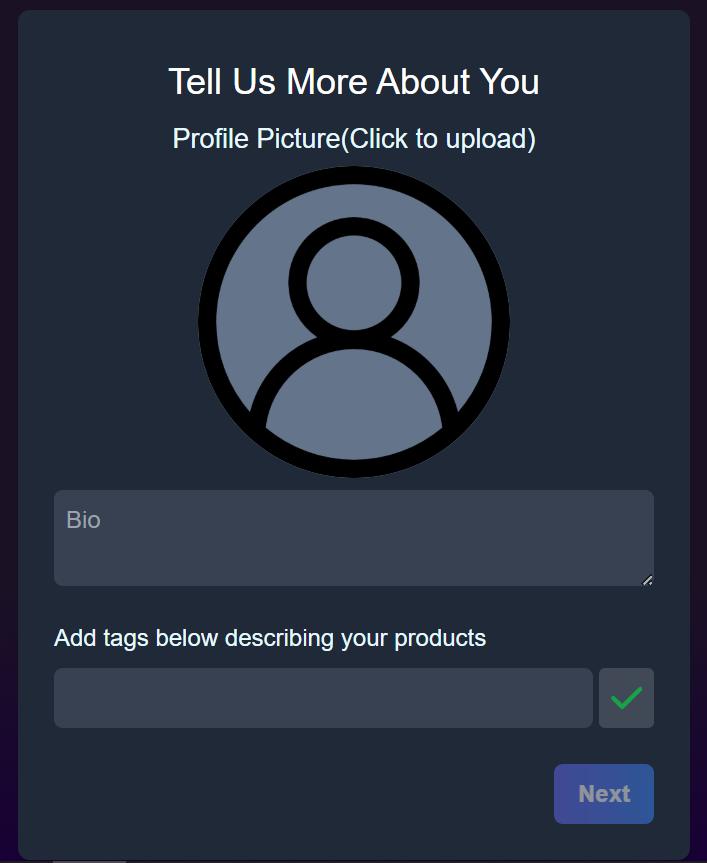 Tell Us More About You
Profile Picture(Click to upload)
Bio
Add tags below describing your products
Next